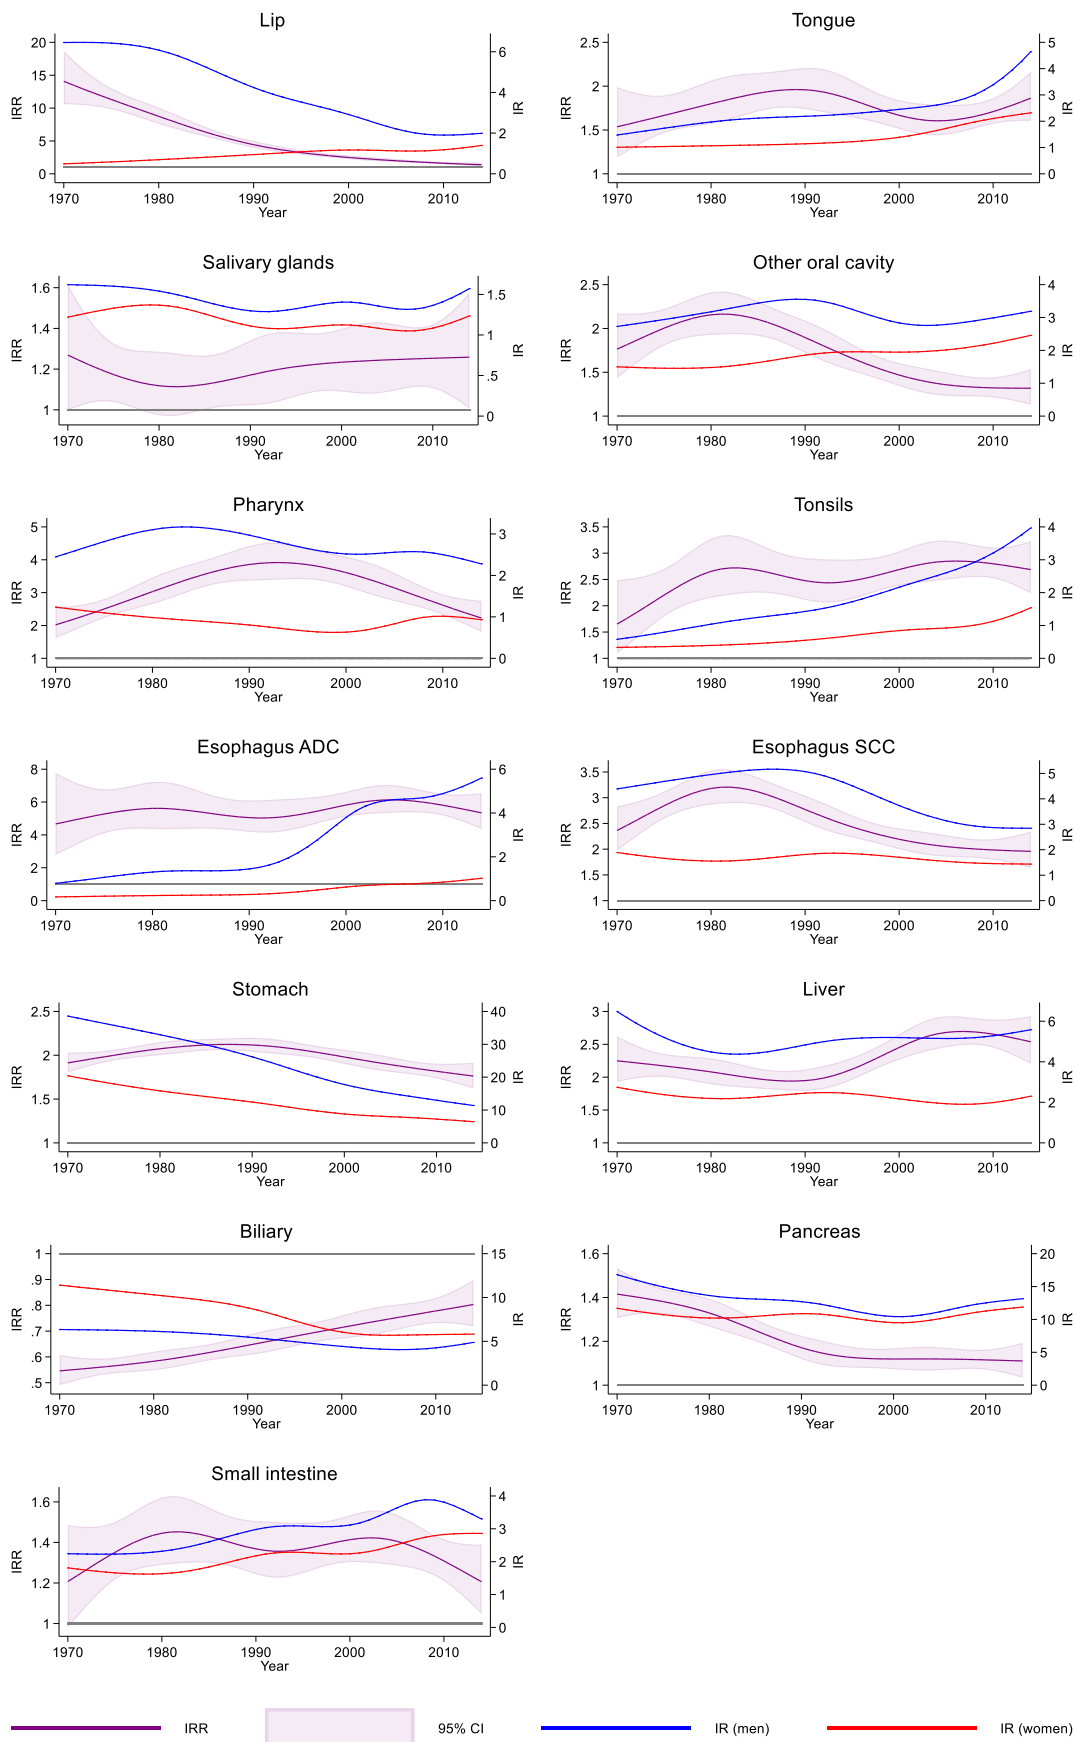 Lip
20
15
10
5
0
IRR
6
4
2
0
IR
1970 1980 1990 2000 2010
Year
Tongue
2.5
2
1.5
1
IRR
5
4
3
2
1
0
IR
1970 1980 1990 2000 2010
Year
Salivary glands
1.6
1.4
1.2
1
IRR
1.5
1
.5
0
IR
1970 1980 1990 2000 2010
Year
Other oral cavity
2.5
2
1.5
1
IRR
4
3
2
1
0
IR
1970 1980 1990 2000 2010
Year
Pharynx
5
4
3
2
1
IRR
3
2
1
0
IR
1970 1980 1990 2000 2010
Year
Tonsils
3.5
3
2.5
2
1.5
1
IRR
4
3
2
1
0
IR
1970 1980 1990 2000 2010
Year
Esophagus ADC
8
6
4
2
0
IRR
6
4
2
0
IR
1970 1980 1990 2000 2010
Year
Esophagus SCC
3.5
3
2.5
2
1.5
1
IRR
5
4
3
2
1
0
IR
1970 1980 1990 2000 2010
Year
Stomach
2.5
2
1.5
1
IRR
40
30
20
10
0
IR
1970 1980 1990 2000 2010
Year
Liver
3
2.5
2
1.5
1
IRR
6
4
2
0
IR
1970 1980 1990 2000 2010
Year
Biliary
1
.9
.8
.7
.6
.5
IRR
15
10
5
0
IR
1970 1980 1990 2000 2010
Year
Pancreas
1.6
1.4
1.2
1
IRR
20
15
10
5
0
IR
1970 1980 1990 2000 2010
Year
Small intestine
1.6
1.4
1.2
1
IRR
4
3
2
1
0
IR
1970 1980 1990 2000 2010
Year
IRR 95% CI IR (men) IR (women)